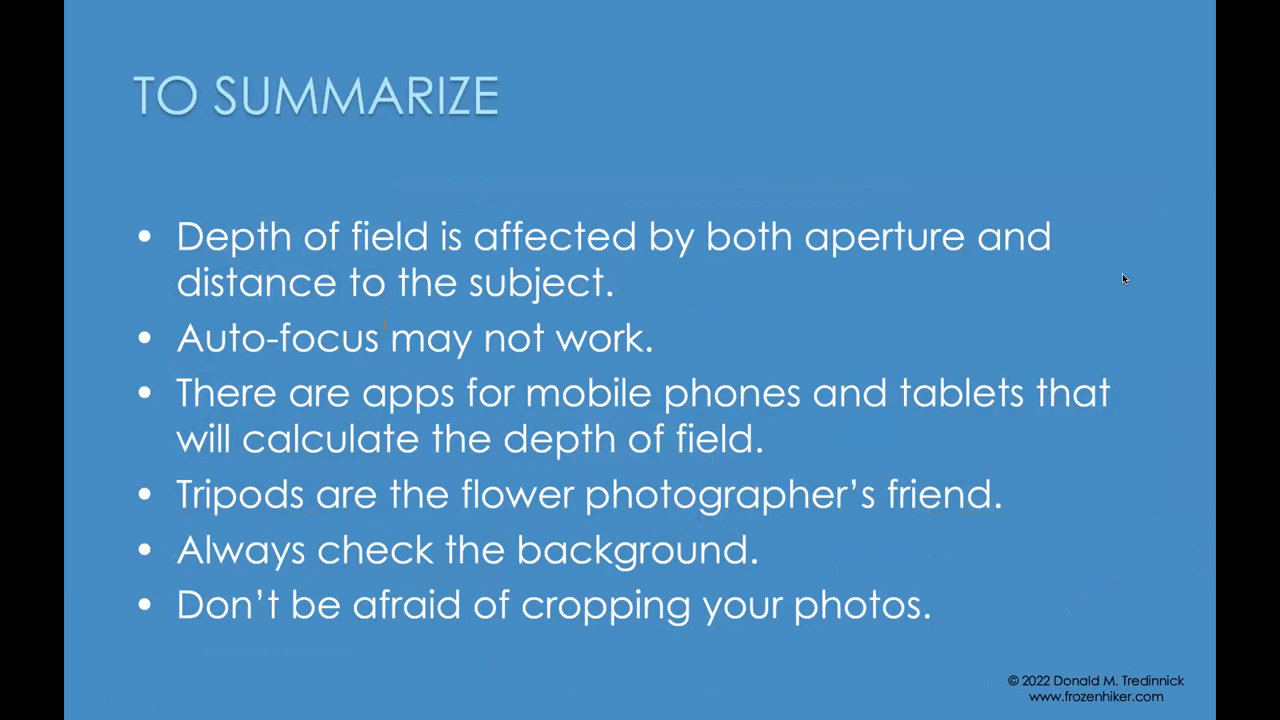 TO SUMMARIZE
• Depth of field is affected by both aperture and
distance to the subject.
• Auto-focus may not work.
• There are apps for mobile phones and tablets that
will calculate the depth of field.
• Tripods are the flower photographer’s friend.
• Always check the background.
• Don’t be afraid of cropping your photos.
© 2022 Donald M. Tredinnick
www.frozenhiker.com